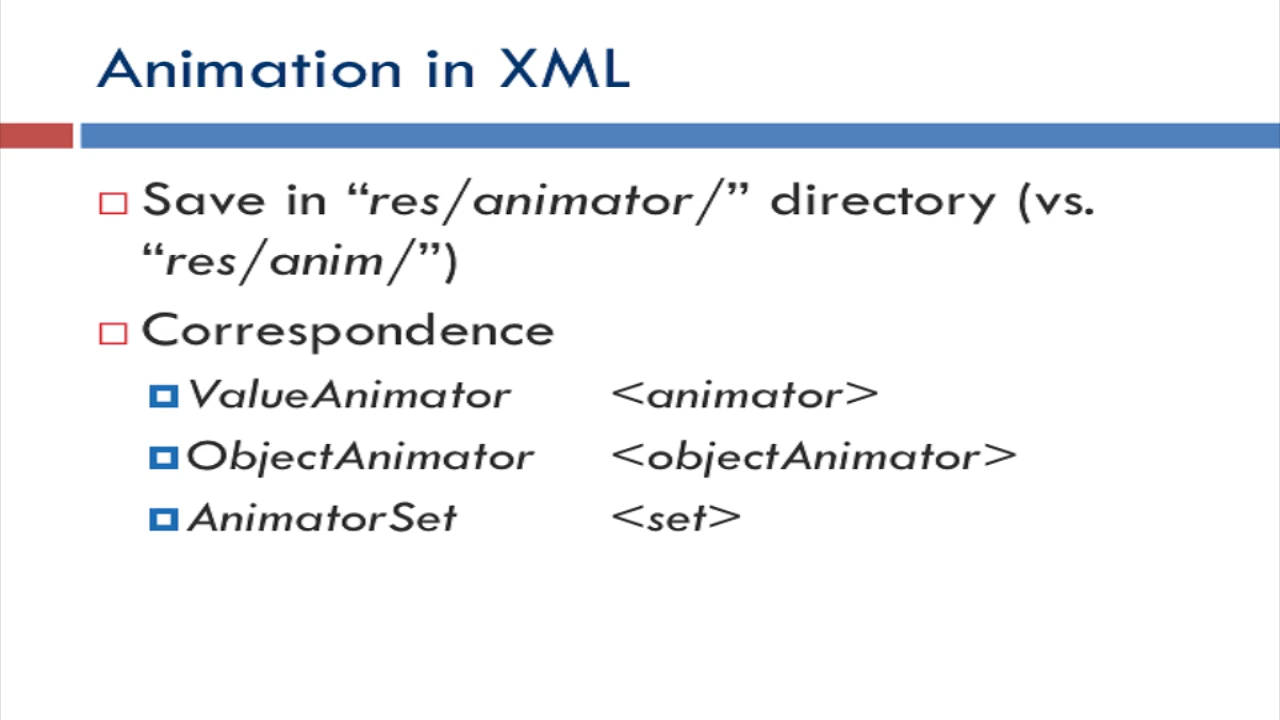 Animation in XML
Save in “res/animator/” directory (vs.
“res/anim/”)
Correspondence
ValueAnimator <animator>
ObjectAnimator <objectAnimator>
AnimatorSet <set>